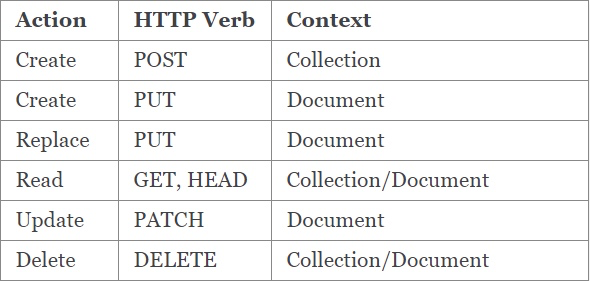 Action HTTP Verb Context
Create POST Collection
Create PUT Document
Replace PUT Document
Read GET, HEAD Collection/Document
Update PATCH Document
Delete DELETE Collection/Document